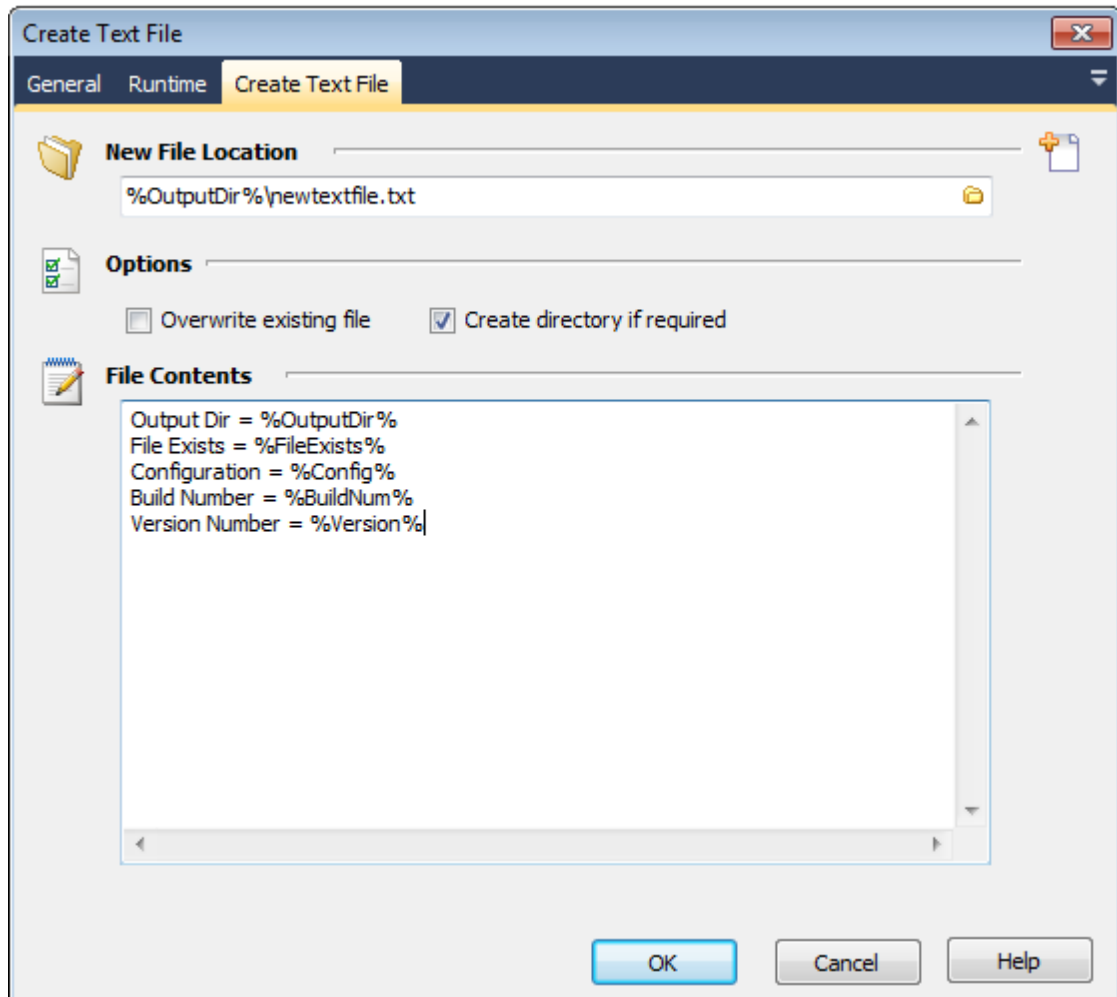 Create Text File
General Runtime Create Text File
New File Location
%OutputDir%\newtextfile.txt
Options
Overwrite existing file Create directory if required
File Contents
Output Dir = %OutputDir%
File Exists = %FileExists%
Configuration = %Config%
Build Number = %BuildNum%
Version Number = %Version%
OK Cancel Help